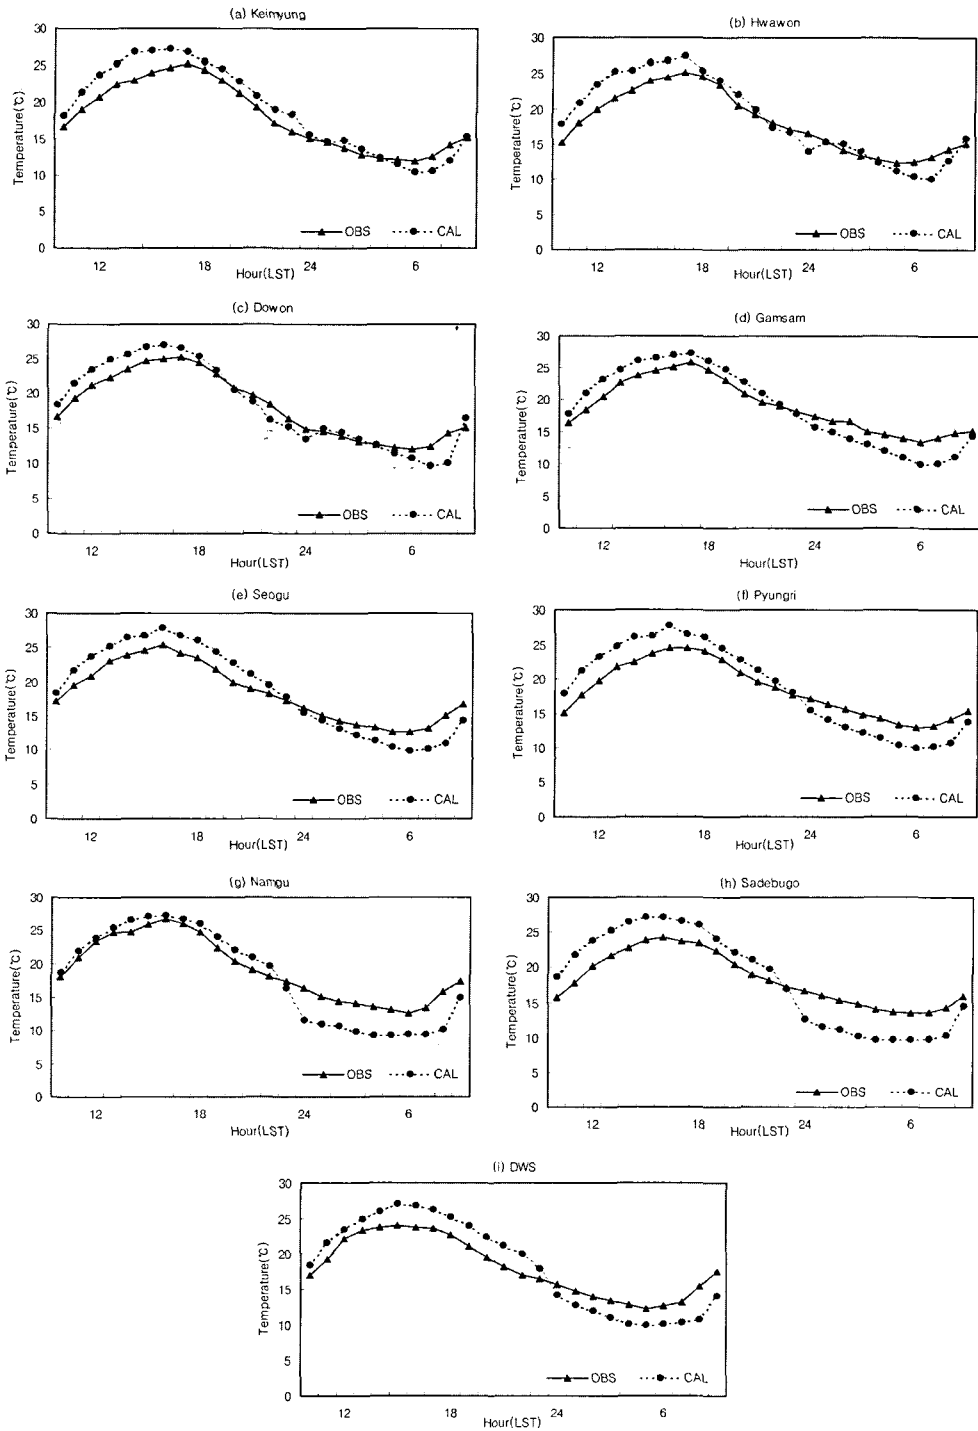 (a) Keimyung
30
25
20
15
10
5
0
Temperature(℃)
OBS CAL
12 18 24 6
Hour(LST)
(b) Hwawon
30
25
20
15
10
5
0
Temperature(℃)
OBS CAL
12 18 24 6
Hour(LST)
(c) Dowon
30
25
20
15
10
5
0
Temperature(℃)
OBS CAL
12 18 24 6
Hour(LST)
(d) Gamsam
30
25
20
15
10
5
0
Temperature(℃)
OBS CAL
12 18 24 6
Hour(LST)
(e) Seogu
30
25
20
15
10
5
0
Temperature(℃)
OBS CAL
12 18 24 6
Hour(LST)
(f) Pyungri
30
25
20
15
10
5
0
Temperature(℃)
OBS CAL
12 18 24 6
Hour(LST)
(g) Namgu
30
25
20
15
10
5
0
Temperature(℃)
OBS CAL
12 18 24 6
Hour(LST)
(h) Sadebugo
30
25
20
15
10
5
0
Temperature(℃)
OBS CAL
12 18 24 6
Hour(LST)
(i) DWS
30
25
20
15
10
5
0
Temperature(℃)
OBS CAL
12 18 24 6
Hour(LST)